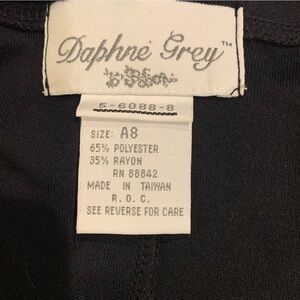 Daphné Grey™
5-6088-8
SIZE: A8
65% POLYESTER
35% RAYON
RN 88842
MADE IN TAIWAN
R. O. C.
SEE REVERSE FOR CARE